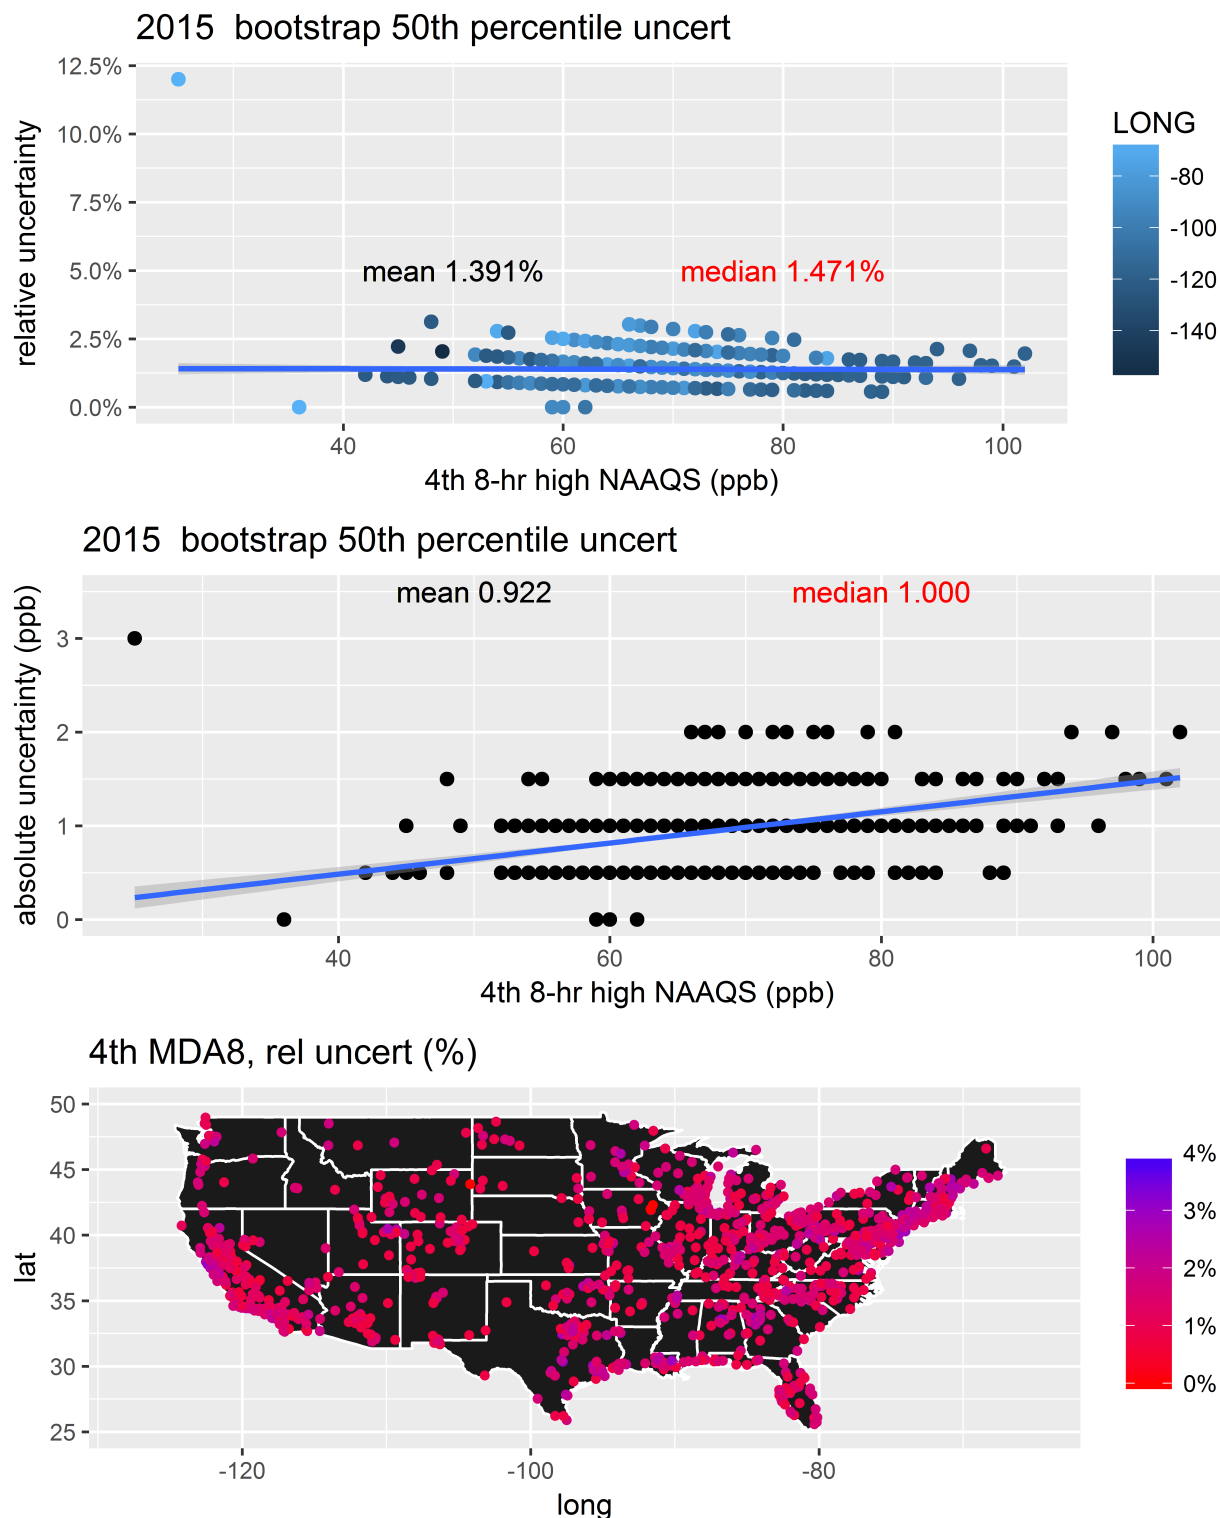 2015  bootstrap 50th percentile uncert
12.5%
10.0%
7.5%
5.0%
2.5%
0.0%
relative uncertainty
mean 1.391%
median 1.471%
40
60
80
100
4th 8-hr high NAAQS (ppb)
LONG
-80
-100
-120
-140
2015  bootstrap 50th percentile uncert
mean 0.922
median 1.000
absolute uncertainty (ppb)
3
2
1
0
40
60
80
100
4th 8-hr high NAAQS (ppb)
4th MDA8, rel uncert (%)
50
45
40
35
30
25
lat
-120
-100
-80
long
4%
3%
2%
1%
0%